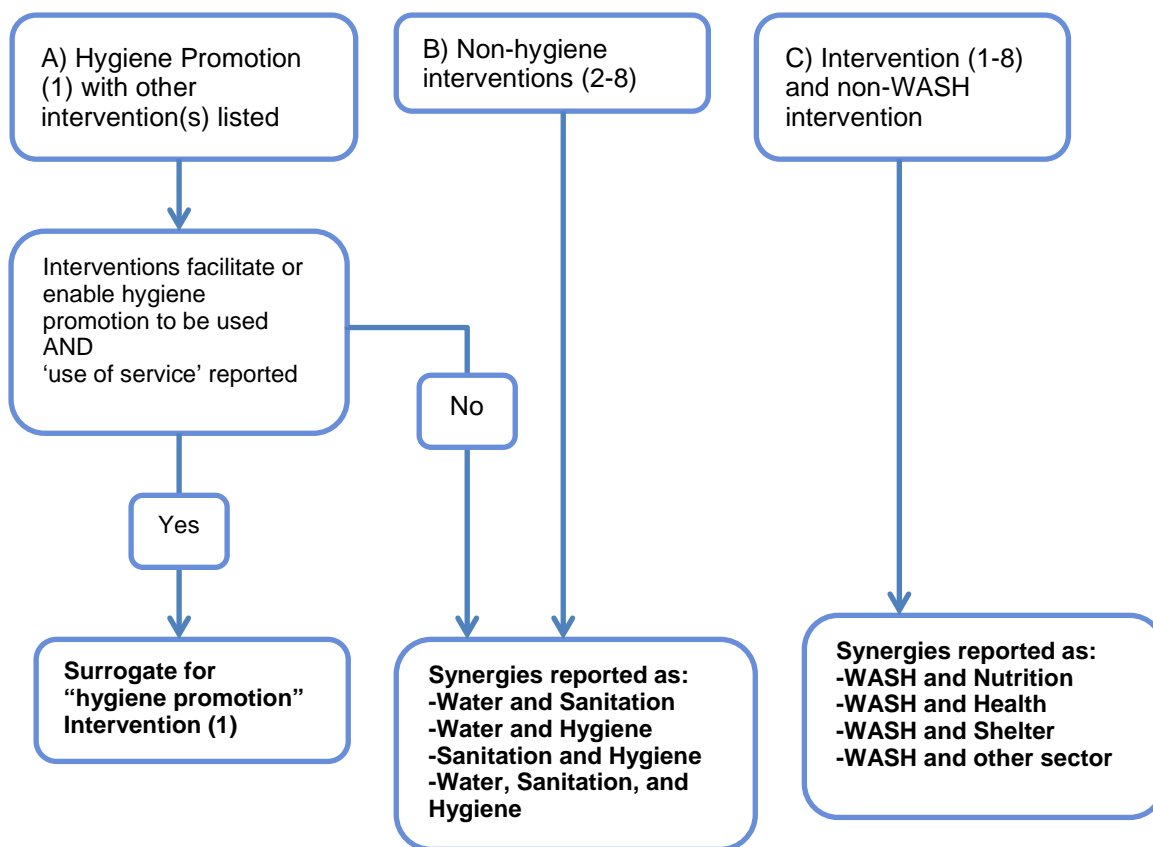 A) Hygiene Promotion
(1) with other
intervention(s) listed
B) Non-hygiene
interventions (2-8)
C) Intervention (1-8)
and non-WASH
intervention
Interventions facilitate or
enable hygiene
promotion to be used
AND
‘use of service’ reported
No
Yes
Surrogate for
“hygiene promotion”
Intervention (1)
Synergies reported as:
-Water and Sanitation
-Water and Hygiene
-Sanitation and Hygiene
-Water, Sanitation, and
Hygiene
Synergies reported as:
-WASH and Nutrition
-WASH and Health
-WASH and Shelter
-WASH and other sector